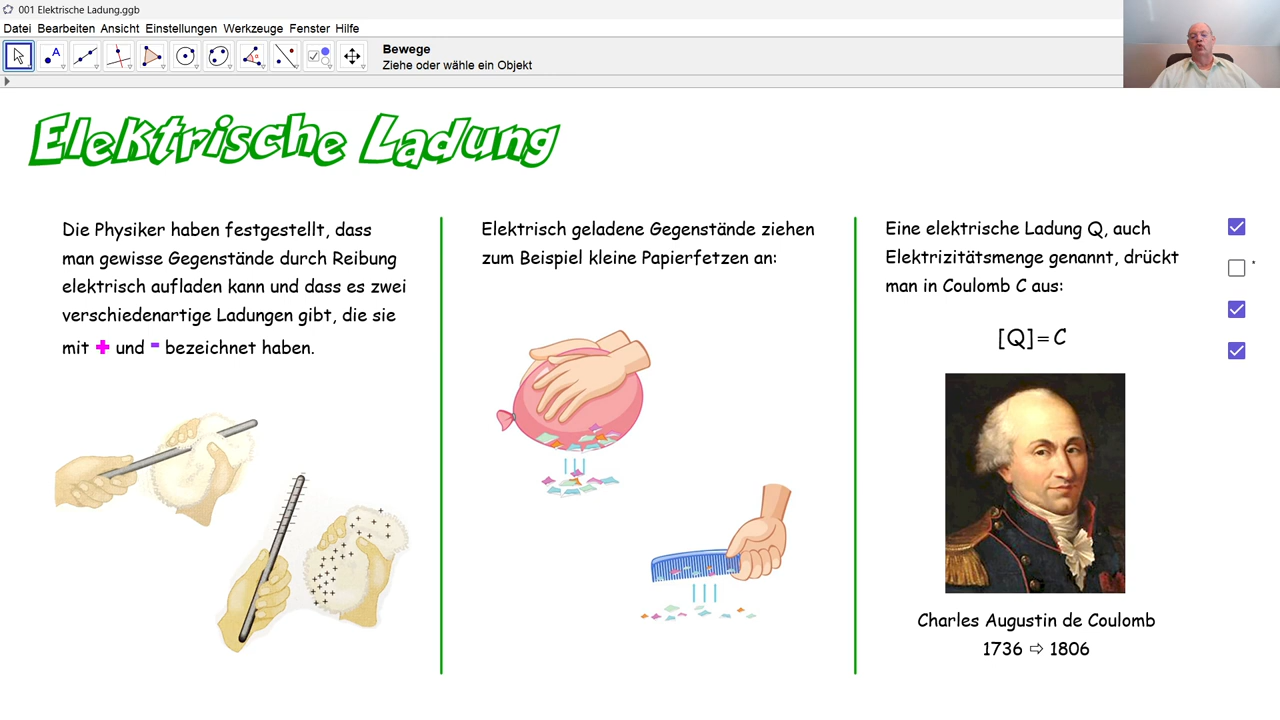 001 Elektrische Ladung.ggb
Datei Bearbeiten Ansicht Einstellungen Werkzeuge Fenster Hilfe
A
Bewege
Ziehe oder wähle ein Objekt
Elektrische Ladung
Die Physiker haben festgestellt, dass
man gewisse Gegenstände durch Reibung
elektrisch aufladen kann und dass es zwei
verschiedenartige Ladungen gibt, die sie
mit + und - bezeichnet haben.
Elektrisch geladene Gegenstände ziehen
zum Beispiel kleine Papierfetzen an:
Eine elektrische Ladung Q, auch
Elektrizitätsmenge genannt, drückt
man in Coulomb C aus:
[Q]=C
Charles Augustin de Coulomb
1736 ⇨ 1806